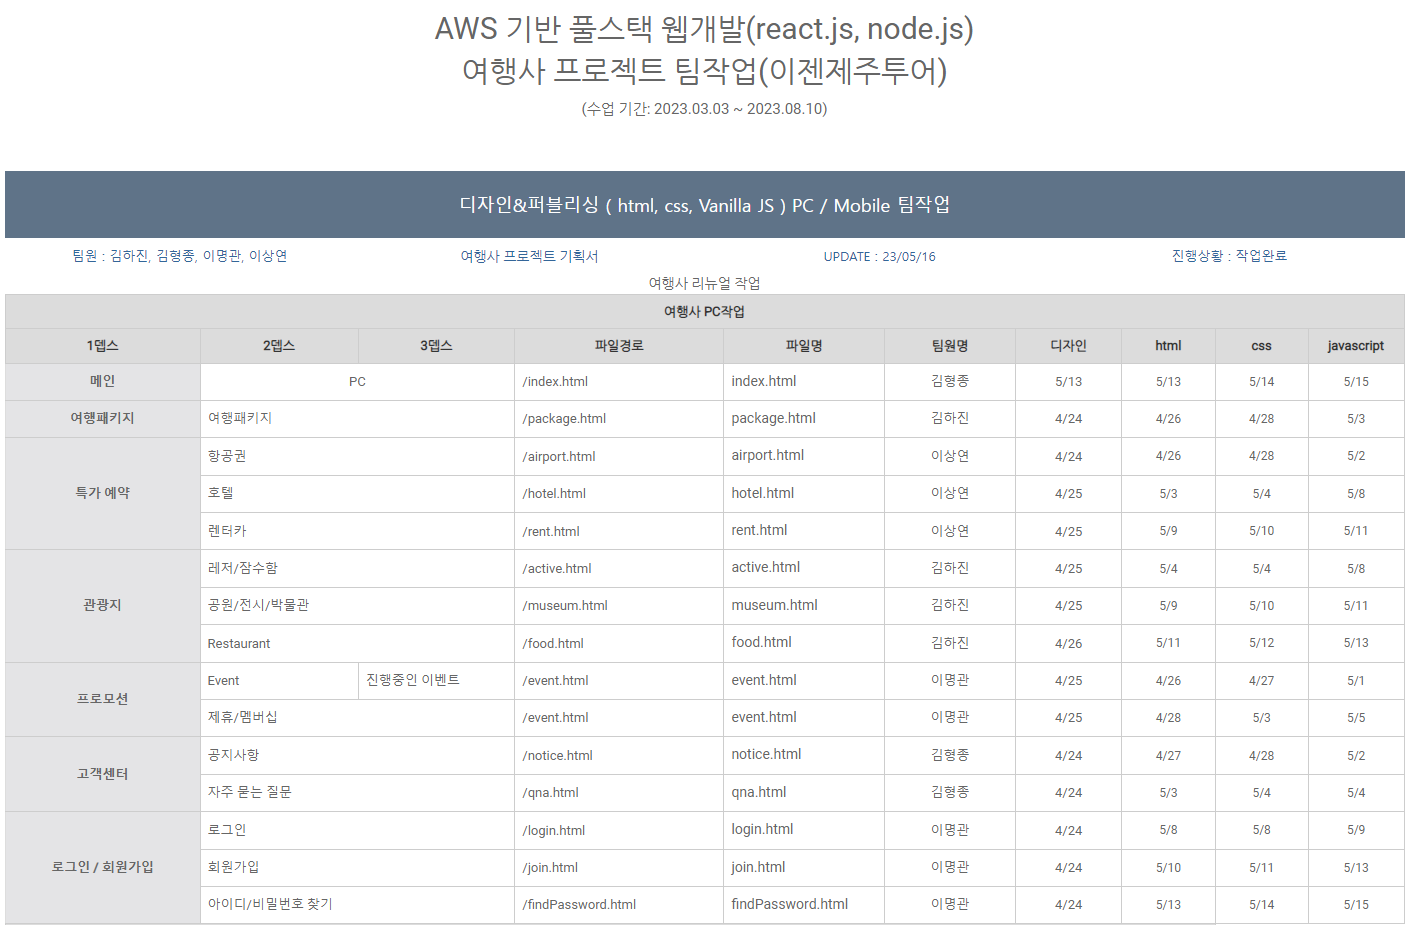 AWS 기반 풀스택 웹개발(react.js, node.js)
여행사 프로젝트 팀작업(이젠제주투어)
(수업 기간: 2023.03.03 ~ 2023.08.10)
디자인&퍼블리싱 ( html, css, Vanilla JS ) PC / Mobile 팀작업
팀원 : 김하진, 김형종, 이명관, 이상연 여행사 프로젝트 기획서 UPDATE : 23/05/16 진행상황 : 작업완료
여행사 리뉴얼 작업
여행사 PC작업
1뎁스 2뎁스 3뎁스 파일경로 파일명 팀원명 디자인 html css javascript
메인 PC /index.html index.html 김형종 5/13 5/13 5/14 5/15
여행패키지 여행패키지 /package.html package.html 김하진 4/24 4/26 4/28 5/3
특가 예약 항공권 /airport.html airport.html 이상연 4/24 4/26 4/28 5/2
호텔 /hotel.html hotel.html 이상연 4/25 5/3 5/4 5/8
렌터카 /rent.html rent.html 이상연 4/25 5/9 5/10 5/11
관광지 레저/잠수함 /active.html active.html 김하진 4/25 5/4 5/4 5/8
공원/전시/박물관 /museum.html museum.html 김하진 4/25 5/9 5/10 5/11
Restaurant /food.html food.html 김하진 4/26 5/11 5/12 5/13
프로모션 Event 진행중인 이벤트 /event.html event.html 이명관 4/25 4/26 4/27 5/1
제휴/멤버십 /event.html event.html 이명관 4/25 4/28 5/3 5/5
고객센터 공지사항 /notice.html notice.html 김형종 4/24 4/27 4/28 5/2
자주 묻는 질문 /qna.html qna.html 김형종 4/24 5/3 5/4 5/4
로그인 / 회원가입 로그인 /login.html login.html 이명관 4/24 5/8 5/8 5/9
회원가입 /join.html join.html 이명관 4/24 5/10 5/11 5/13
아이디/비밀번호 찾기 /findPassword.html findPassword.html 이명관 4/24 5/13 5/14 5/15